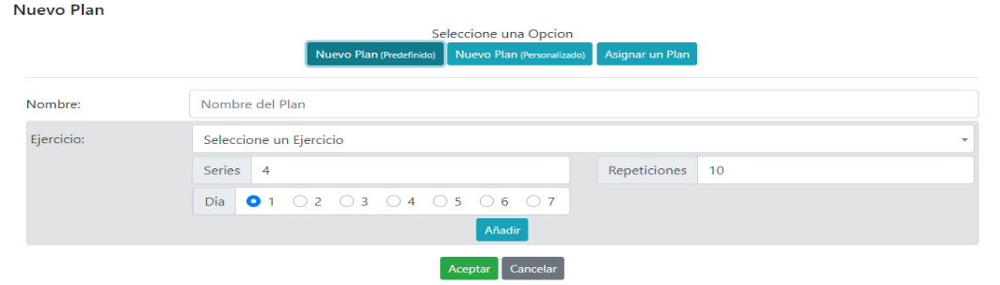 Nuevo Plan
Seleccione una Opcion
Nuevo Plan (Predefinido) Nuevo Plan (Personalizado) Asignar un Plan
Nombre: Nombre del Plan
Ejercicio: Seleccione un Ejercicio
Series 4 Repeticiones 10
Dia 1 2 3 4 5 6 7
Añadir
Aceptar Cancelar